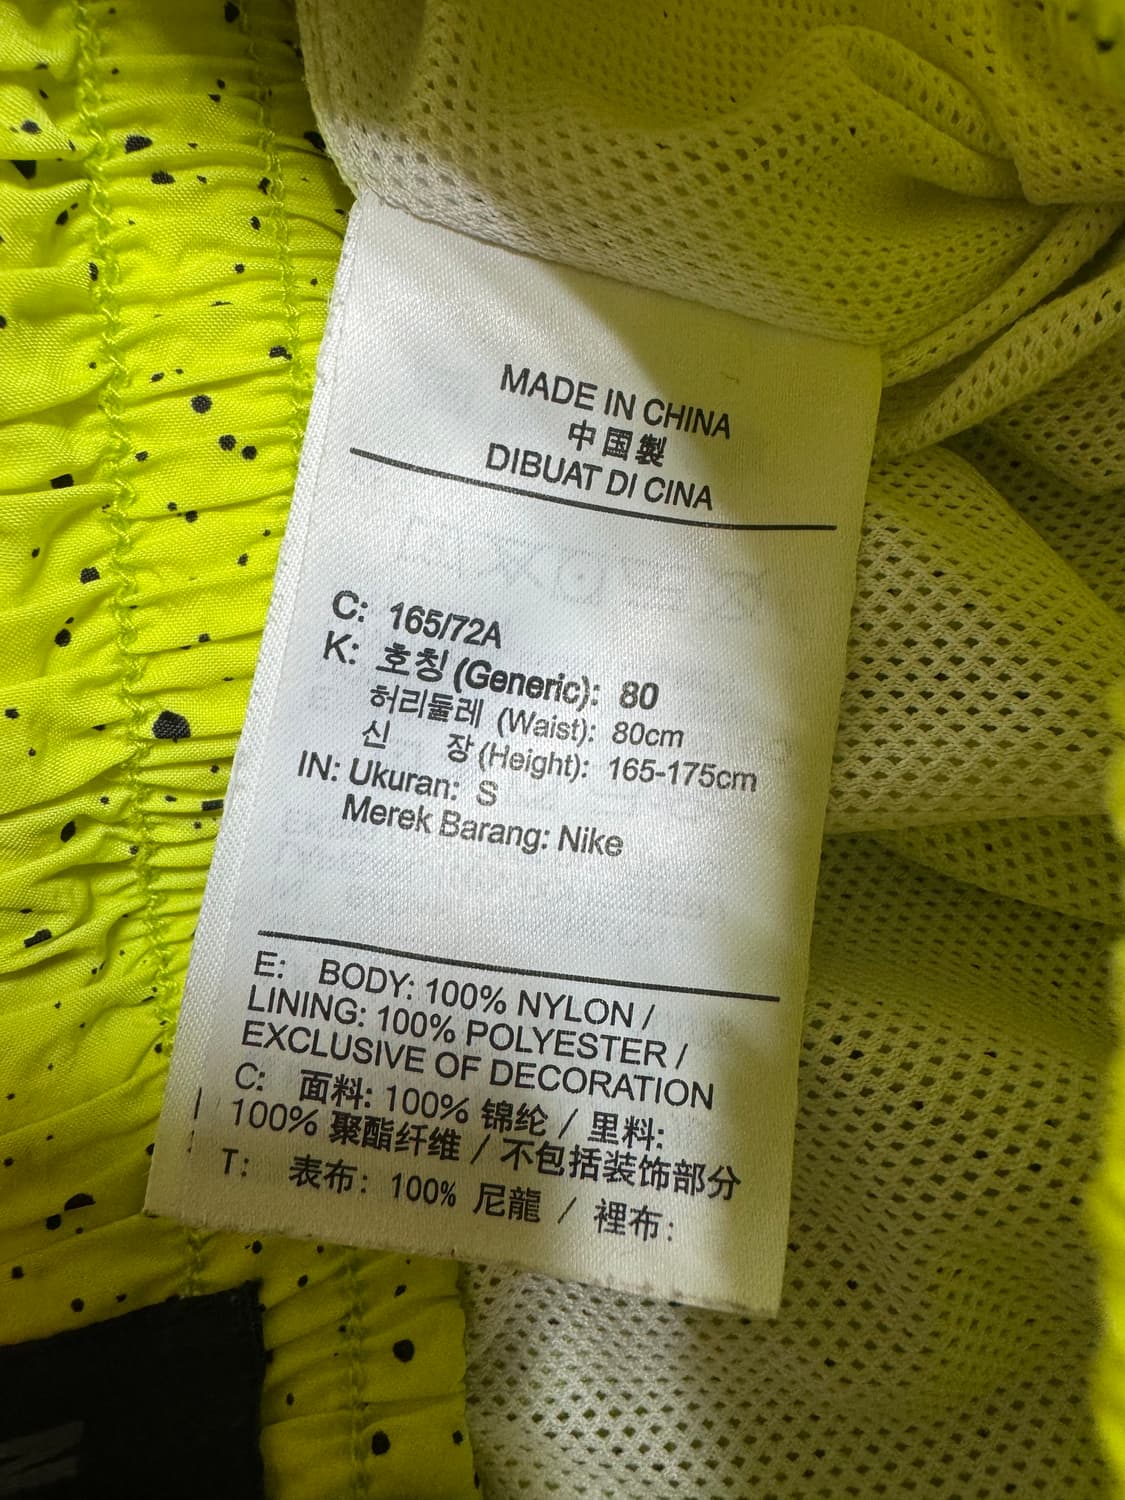 MADE IN CHINA
中国製
DIBUAT DI CINA
C: 165/72A
K: 호칭 (Generic): 80
허리둘레 (Waist): 80cm
신 장 (Height): 165-175cm
IN: Ukuran: S
Merek Barang: Nike
E: BODY: 100% NYLON /
LINING: 100% POLYESTER /
EXCLUSIVE OF DECORATION
C: 面料: 100% 锦纶 / 里料:
100% 聚酯纤维 / 不包括装饰部分
T: 表布: 100% 尼龍 / 裡布: